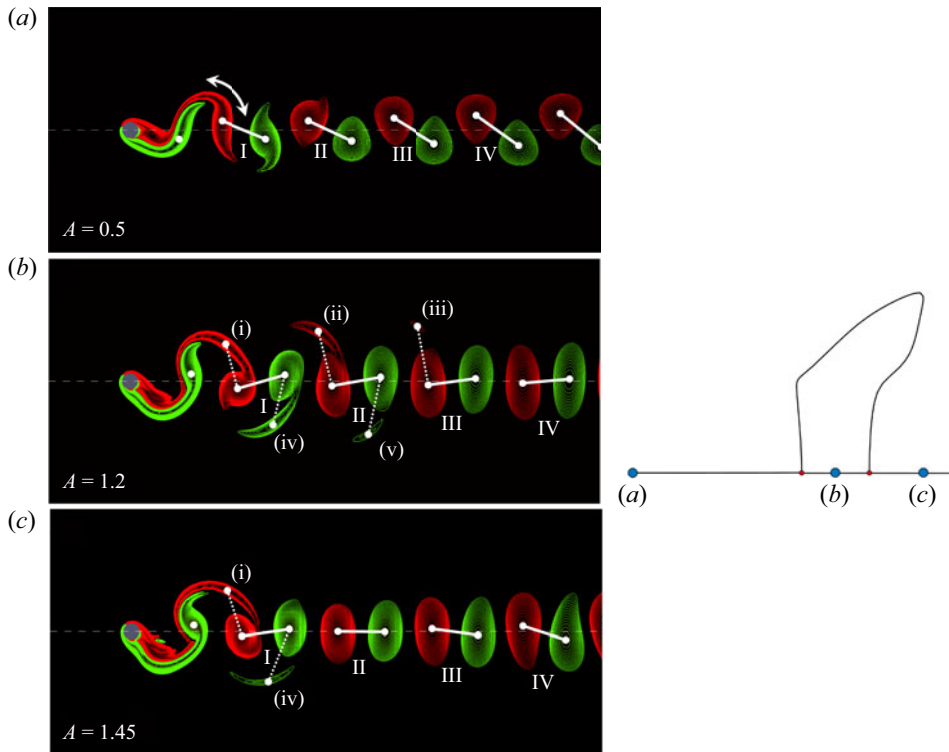 (a)
I
II
III
IV
A = 0.5
(b)
(i)
(ii)
(iii)
I
II
III
IV
(iv)
(v)
A = 1.2
(a)
(b)
(c)
(c)
(i)
I
II
III
IV
(iv)
A = 1.45